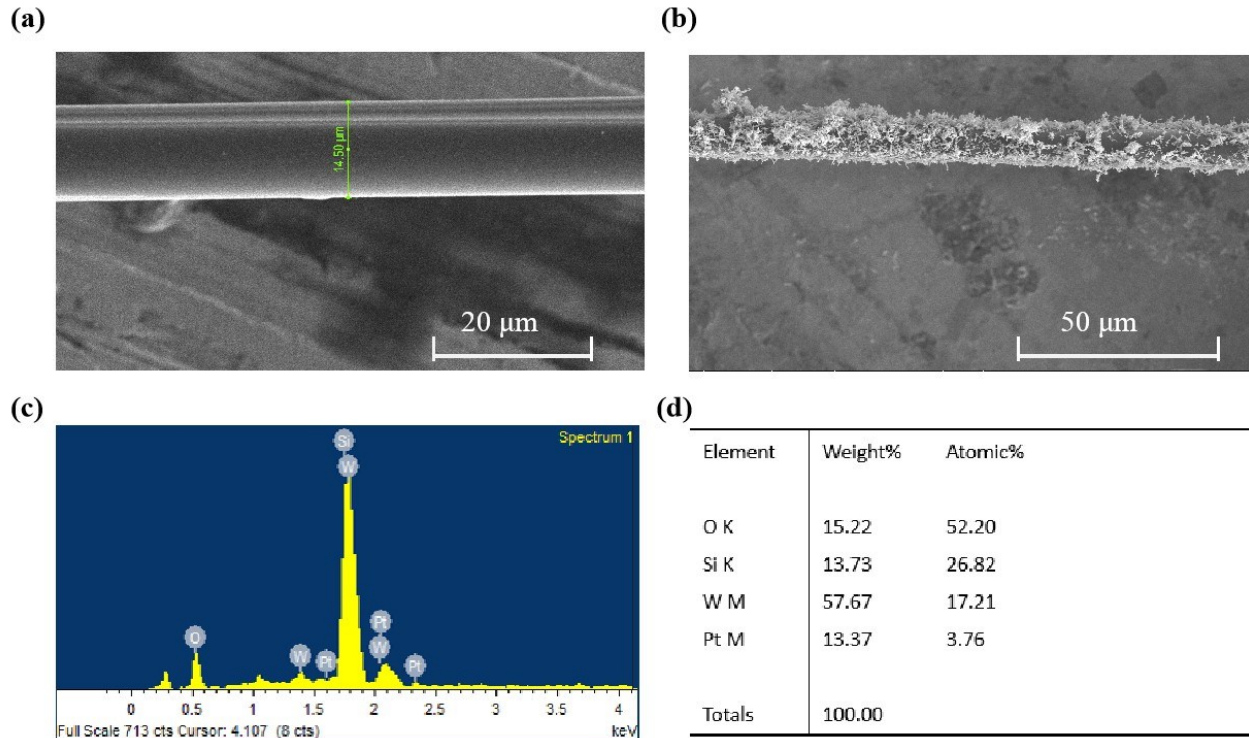 (a)
14.50 µm
20 µm
(b)
50 µm
(c)
Spectrum 1
Si
W
O
W
Pt
Pt
W
Pt
0 0.5 1 1.5 2 2.5 3 3.5 4
Full Scale 713 cts Cursor: 4.107 (8 cts) keV
(d)
Element Weight% Atomic%
O K 15.22 52.20
Si K 13.73 26.82
W M 57.67 17.21
Pt M 13.37 3.76
Totals 100.00